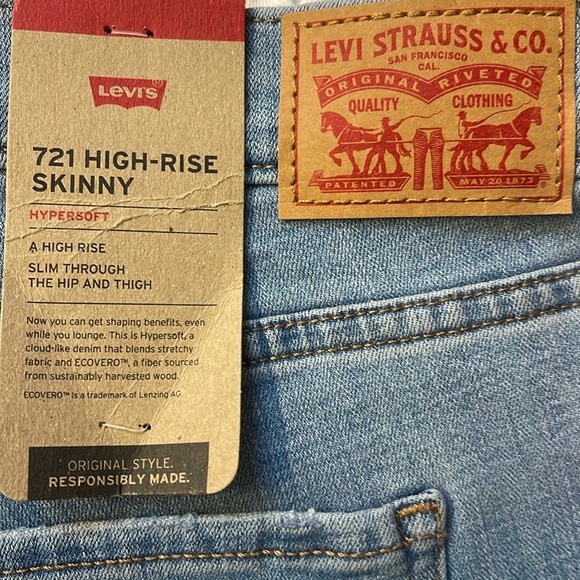 Levi's
721 HIGH-RISE
SKINNY
HYPERSOFT
A HIGH RISE
SLIM THROUGH
THE HIP AND THIGH
Now you can get shaping benefits, even
while you lounge. This is Hypersoft, a
cloud-like denim that blends stretchy
fabric and ECOVERO™, a fiber sourced
from sustainably harvested wood.
ECOVERO™ is a trademark of Lenzing AG
ORIGINAL STYLE.
RESPONSIBLY MADE.
LEVI STRAUSS & CO.
SAN FRANCISCO
CAL.
ORIGINAL RIVETED
QUALITY CLOTHING
PATENTED MAY 20 1873